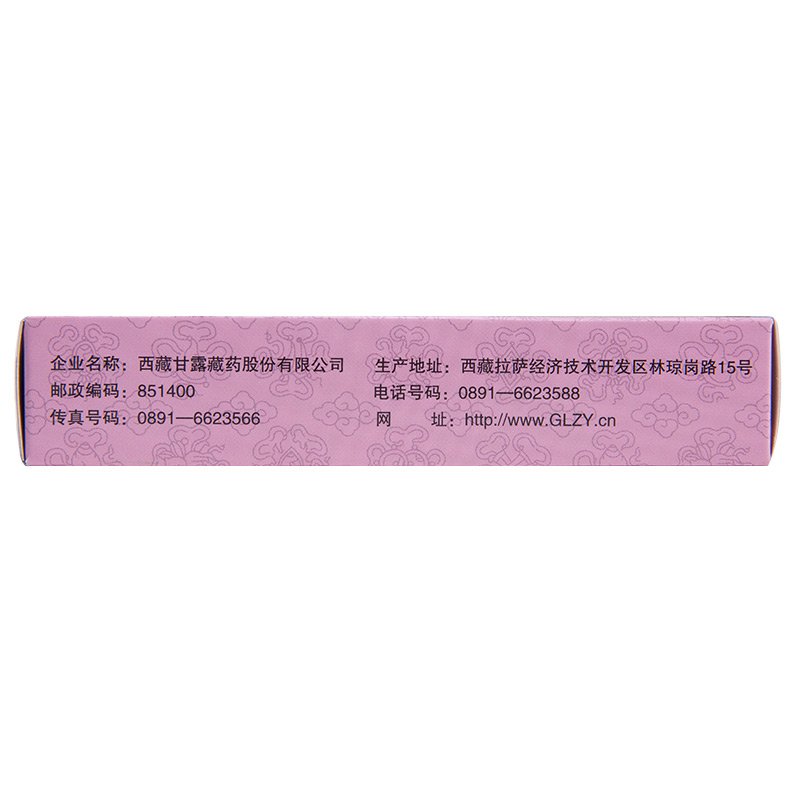 企业名称：西藏甘露藏药股份有限公司
邮政编码：851400
传真号码：0891—6623566
生产地址：西藏拉萨经济技术开发区林琼岗路15号
电话号码：0891—6623588
网　　址：http://www.GLZY.cn